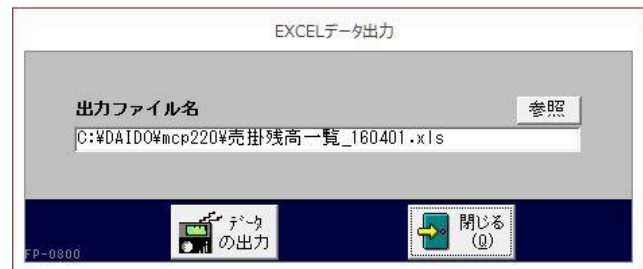 EXCELデータ出力
出力ファイル名
参照
C:¥DAIDO¥mcp220¥売掛残高一覧_160401.xls
データ
の出力
閉じる
(Q)
FP-0800